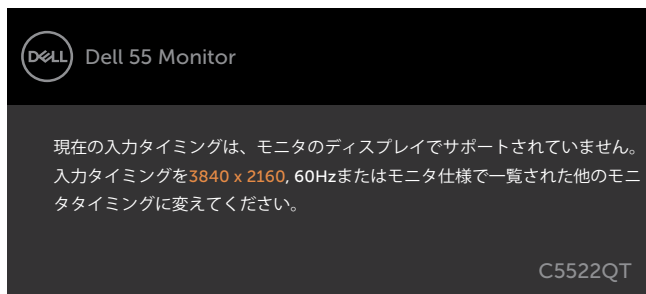 DELL
Dell 55 Monitor
現在の入力タイミングは、モニタのディスプレイでサポートされていません。
入力タイミングを3840 x 2160, 60Hzまたはモニタ仕様で一覧された他のモニ
タタイミングに変えてください。
C5522QT